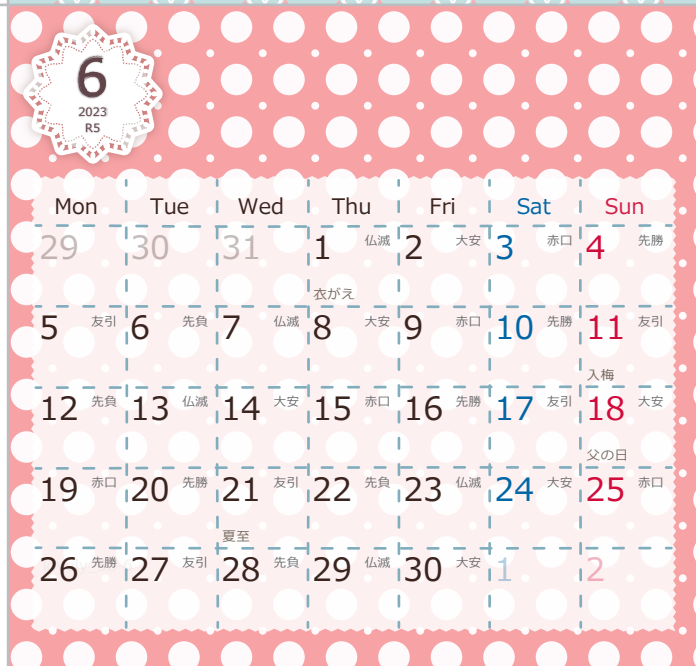 6
2023
R5
Mon Tue Wed Thu Fri Sat Sun
29 30 31 1 仏滅 2 大安 3 赤口 4 先勝
衣がえ
5 友引 6 先負 7 仏滅 8 大安 9 赤口 10 先勝 11 友引
入梅
12 先負 13 仏滅 14 大安 15 赤口 16 先勝 17 友引 18 大安
父の日
19 赤口 20 先勝 21 友引 22 先負 23 仏滅 24 大安 25 赤口
夏至
26 先勝 27 友引 28 先負 29 仏滅 30 大安 1 2